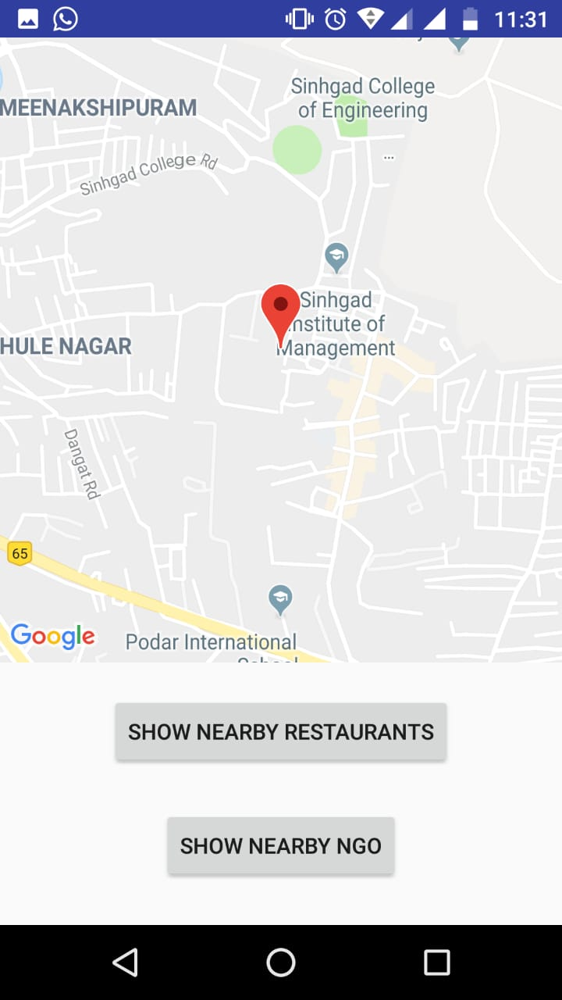 11:31
Sinhgad College
of Engineering
MEENAKSHIPURAM
...
Sinhgad College Rd
Sinhgad
Institute of
Management
HULE NAGAR
Dangat Rd
65
Google
Podar International
School
SHOW NEARBY RESTAURANTS
SHOW NEARBY NGO